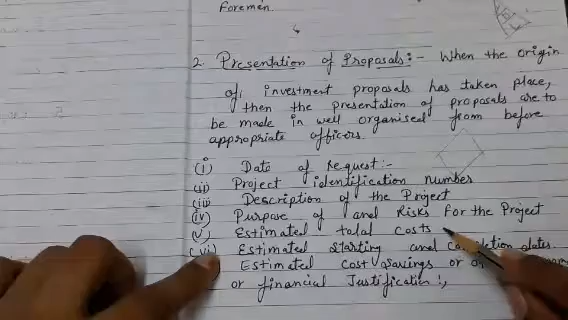 Foremen.
2. Presentation of Proposals:- When the origin
of, investment proposals has taken place,
then the presentation of proposals are to
be made in well organised from before
appropriate officers.
(i) Date of Request:-
(ii) Project identification number
(iii) Description of the Project
(iv) Purpose of and Risks for the Project
(v) Estimated total costs
(vi) Estimated starting and completion dates.
Estimated cost savings or
or financial Justification!,